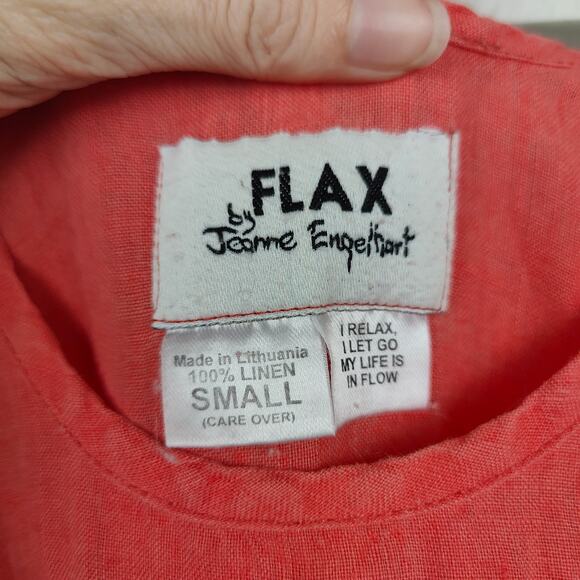 FLAX
by
Jeanne Engelhart
Made in Lithuania
100% LINEN
SMALL
(CARE OVER)
I RELAX,
I LET GO
MY LIFE IS
IN FLOW